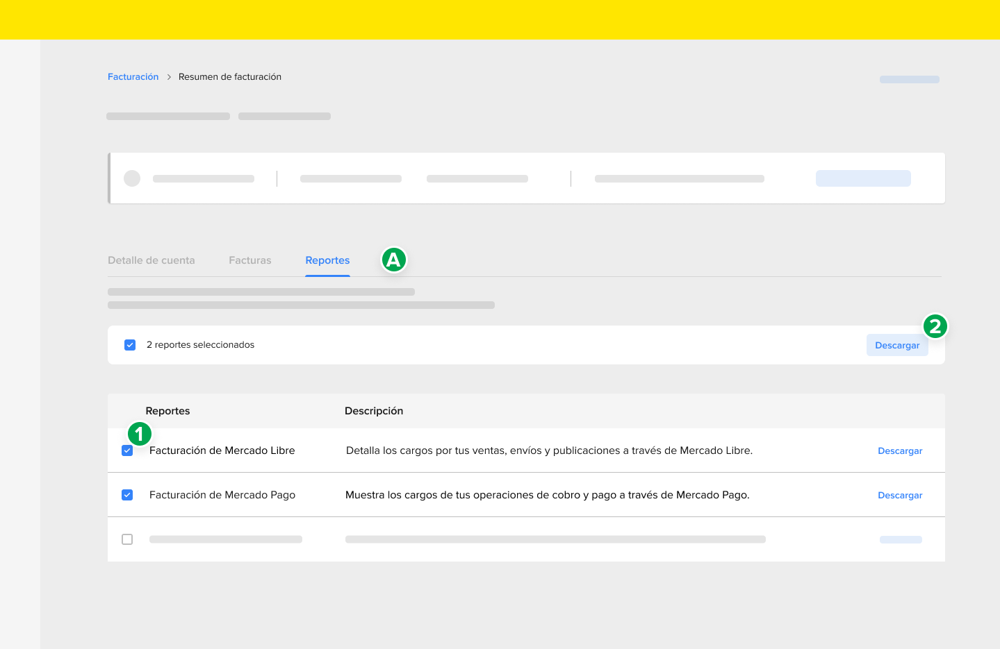 Facturación > Resumen de facturación
Detalle de cuenta Facturas Reportes A
2 reportes seleccionados Descargar 2
Reportes Descripción
1 Facturación de Mercado Libre Detalla los cargos por tus ventas, envíos y publicaciones a través de Mercado Libre. Descargar
Facturación de Mercado Pago Muestra los cargos de tus operaciones de cobro y pago a través de Mercado Pago. Descargar